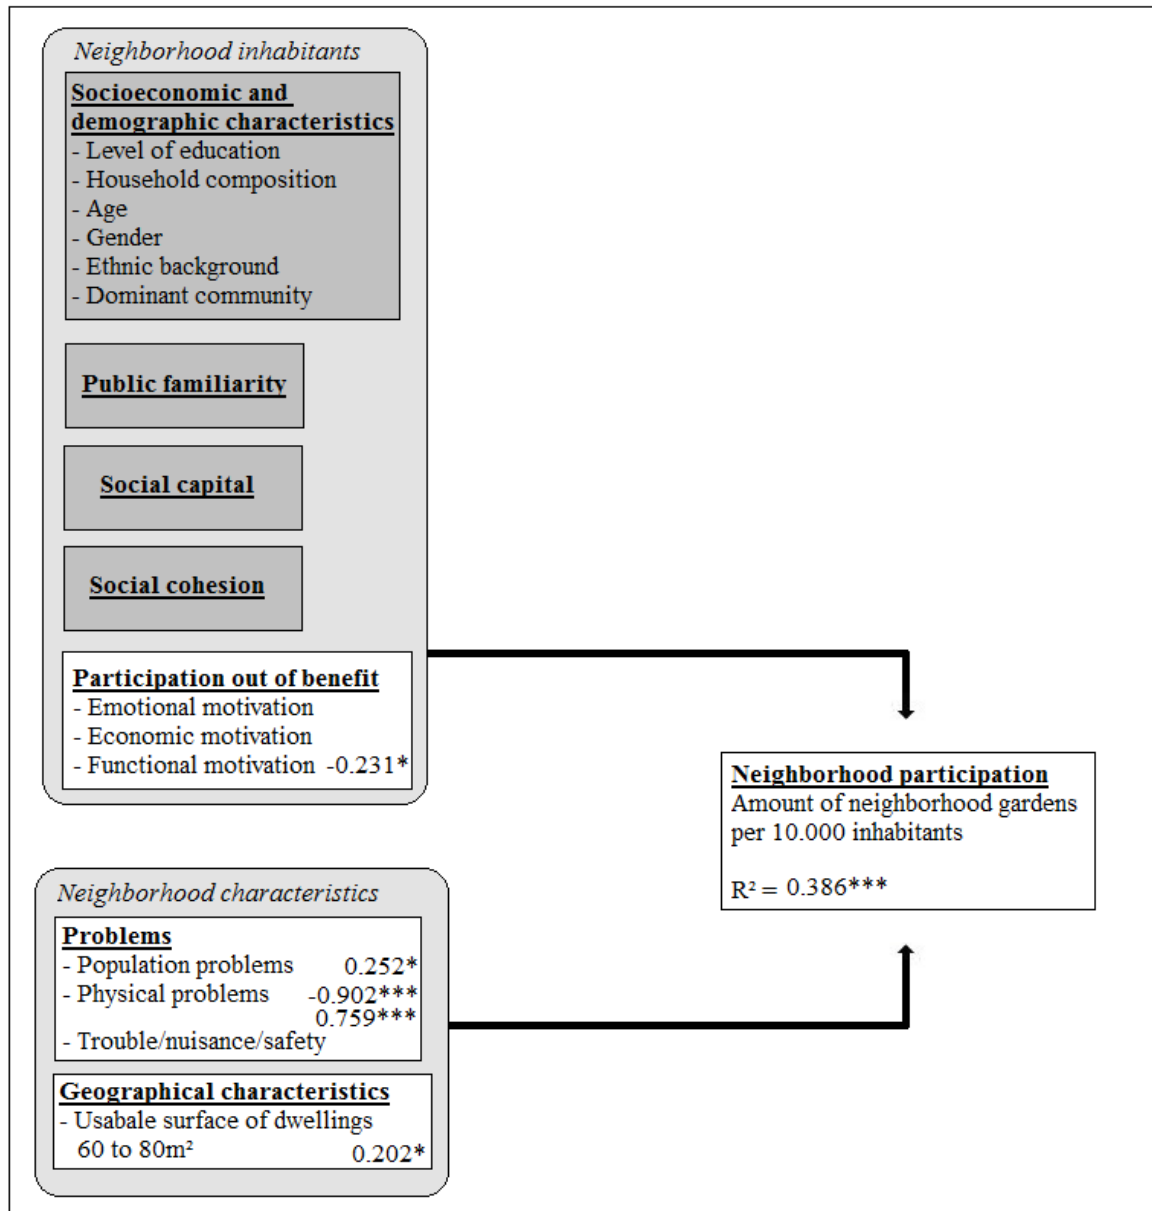 Neighborhood inhabitants
Socioeconomic and
demographic characteristics
- Level of education
- Household composition
- Age
- Gender
- Ethnic background
- Dominant community
Public familiarity
Social capital
Social cohesion
Participation out of benefit
- Emotional motivation
- Economic motivation
- Functional motivation -0.231*
Neighborhood participation
Amount of neighborhood gardens
per 10.000 inhabitants
R² = 0.386***
Neighborhood characteristics
Problems
- Population problems 0.252*
- Physical problems -0.902***
0.759***
- Trouble/nuisance/safety
Geographical characteristics
- Usabale surface of dwellings
60 to 80m² 0.202*